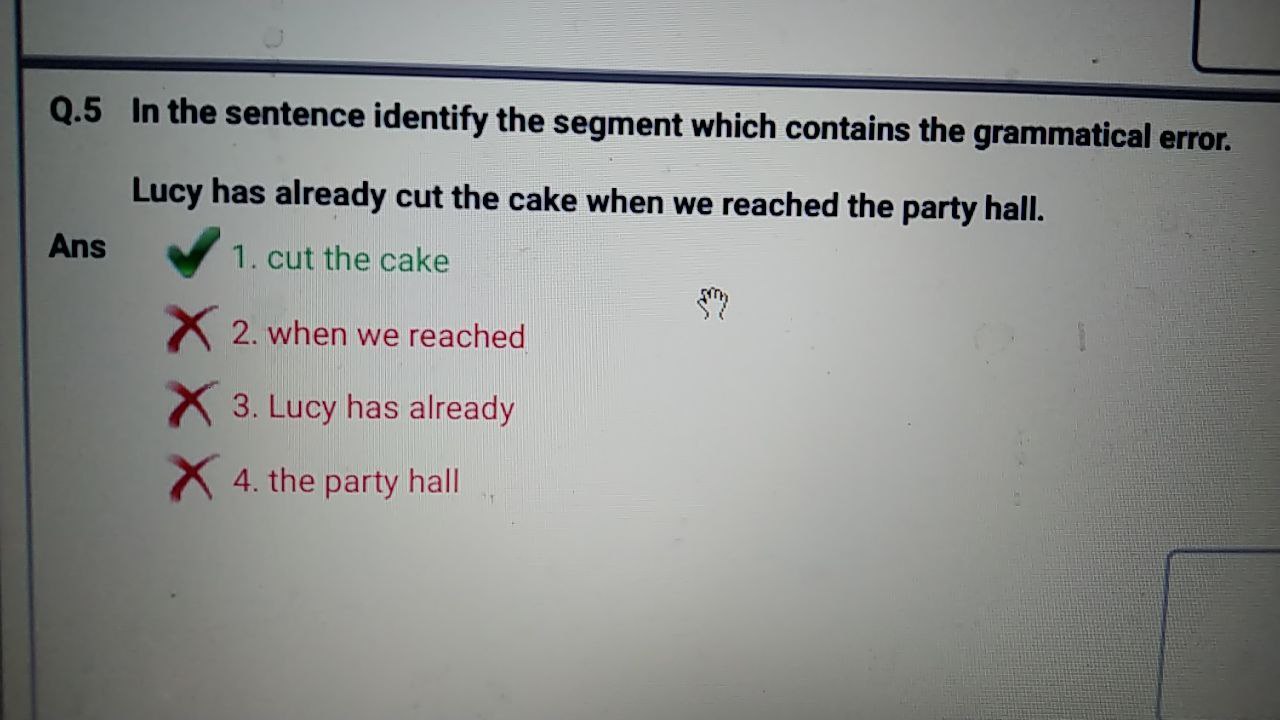 Q.5 In the sentence identify the segment which contains the grammatical error.
Lucy has already cut the cake when we reached the party hall.
Ans 1. cut the cake
2. when we reached
3. Lucy has already
4. the party hall